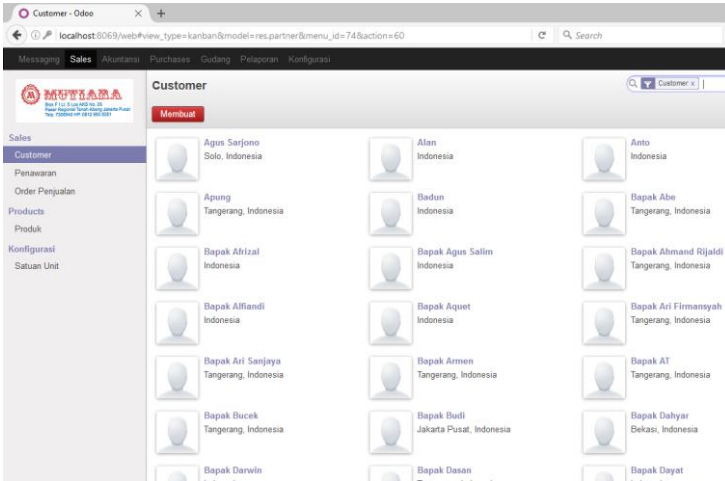 Customer - Odoo
localhost:8069/web#view_type=kanban&model=res.partner&menu_id=74&action=60
Search
Messaging Sales Akuntansi Purchases Gudang Pelaporan Konfigurasi
MUTIARA
Customer
Customer x
Membuat
Sales
Customer
Penawaran
Order Penjualan
Products
Produk
Konfigurasi
Satuan Unit
Agus Sarjono
Solo, Indonesia
Alan
Indonesia
Anto
Indonesia
Apung
Tangerang, Indonesia
Badun
Indonesia
Bapak Abe
Tangerang, Indonesia
Bapak Afrizal
Indonesia
Bapak Agus Salim
Indonesia
Bapak Ahmand Rijaldi
Tangerang, Indonesia
Bapak Alfiandi
Indonesia
Bapak Aquet
Indonesia
Bapak Ari Firmansyah
Tangerang, Indonesia
Bapak Ari Sanjaya
Tangerang, Indonesia
Bapak Armen
Tangerang, Indonesia
Bapak AT
Tangerang, Indonesia
Bapak Bucek
Tangerang, Indonesia
Bapak Budi
Jakarta Pusat, Indonesia
Bapak Dahyar
Bekasi, Indonesia
Bapak Darwin
Bapak Dasan
Bapak Dayat